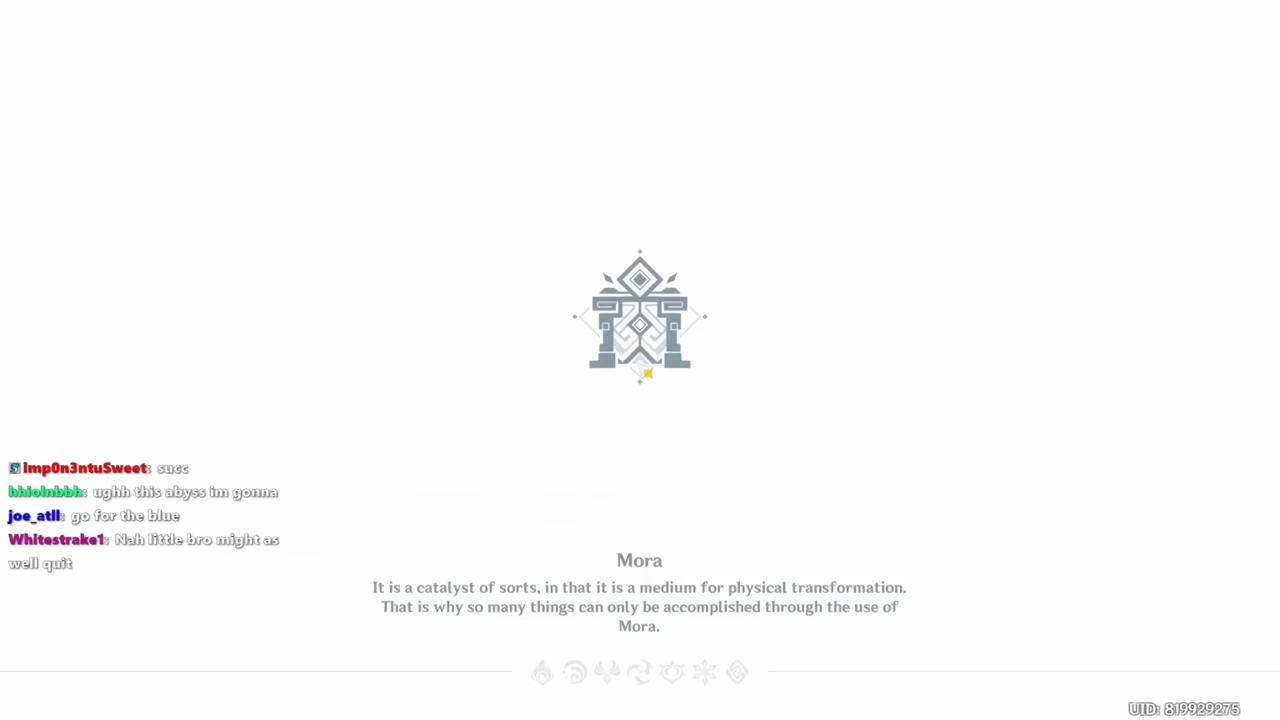 imp0n3ntuSweet: succ
hhiolnbbh: ughh this abyss im gonna
joe_atll: go for the blue
Whitestrake1: Nah little bro might as
well quit
Mora
It is a catalyst of sorts, in that it is a medium for physical transformation.
That is why so many things can only be accomplished through the use of
Mora.
UID: 819929275